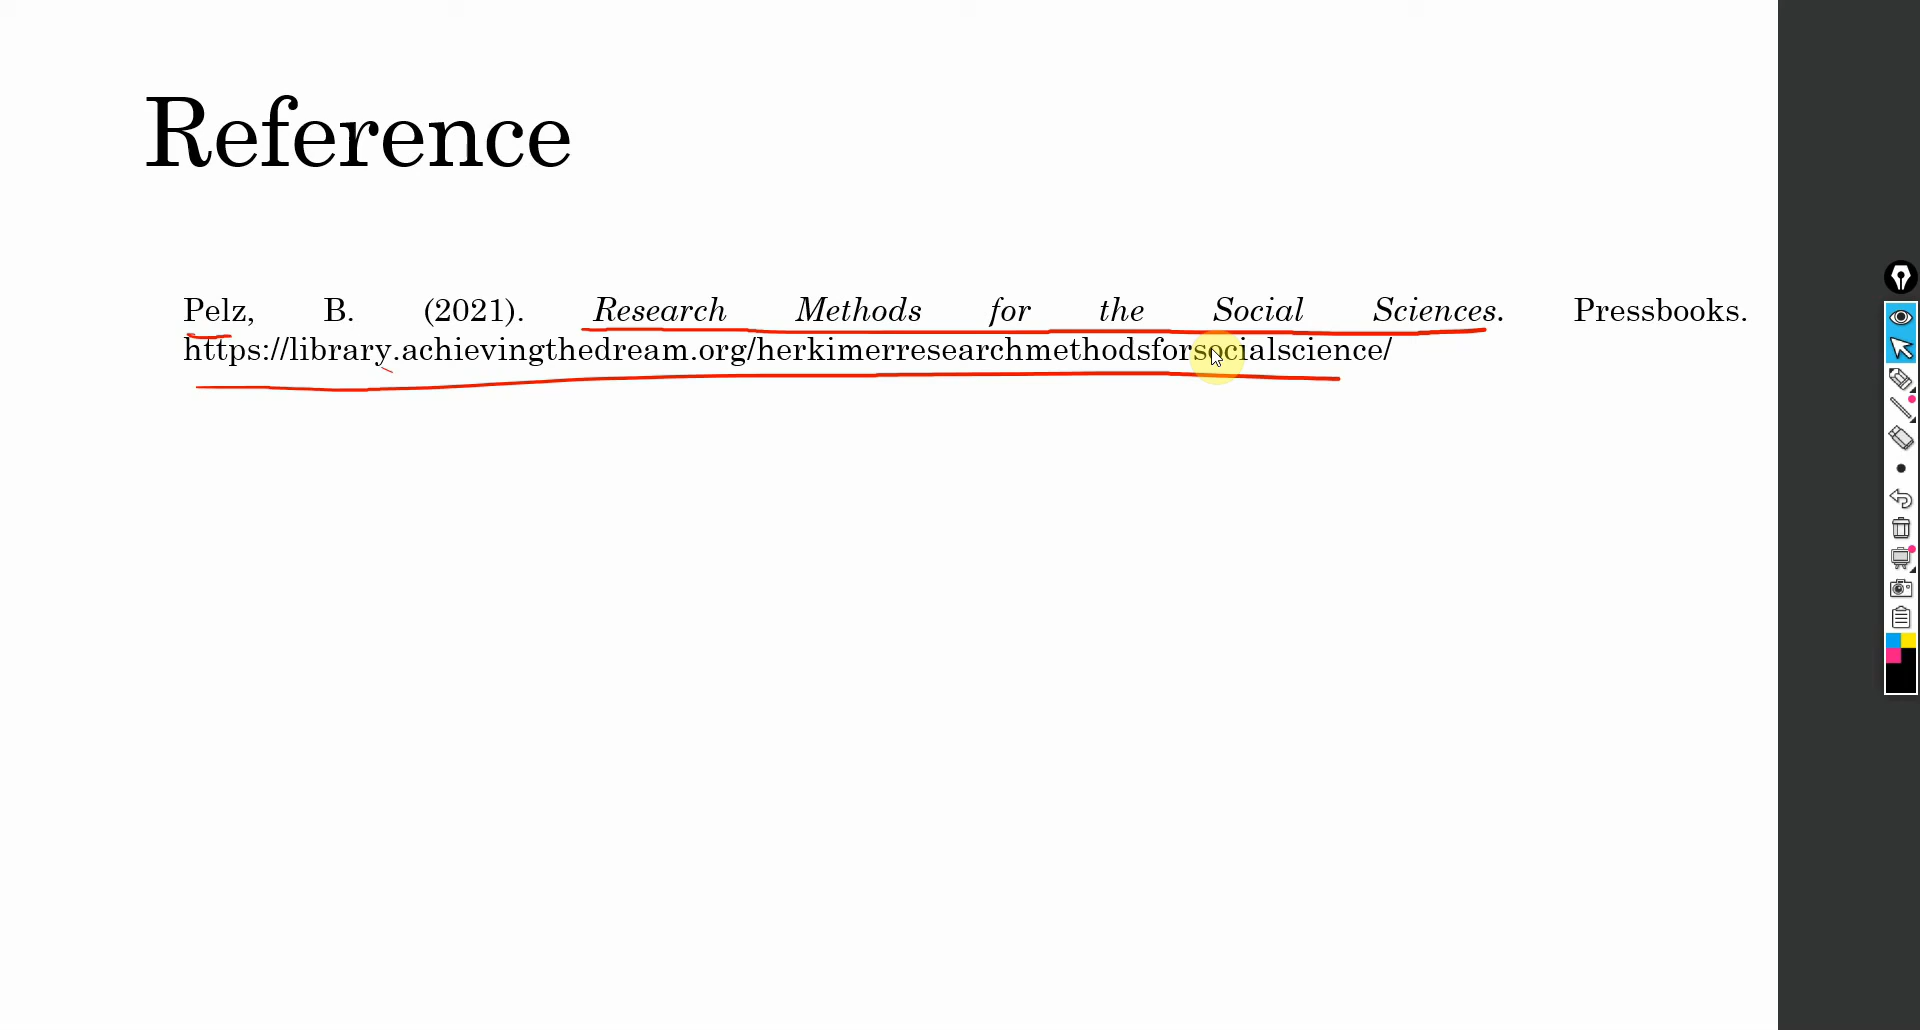 Reference
Pelz, B. (2021). Research Methods for the Social Sciences. Pressbooks.
https://library.achievingthedream.org/herkimerresearchmethodsforsocialscience/